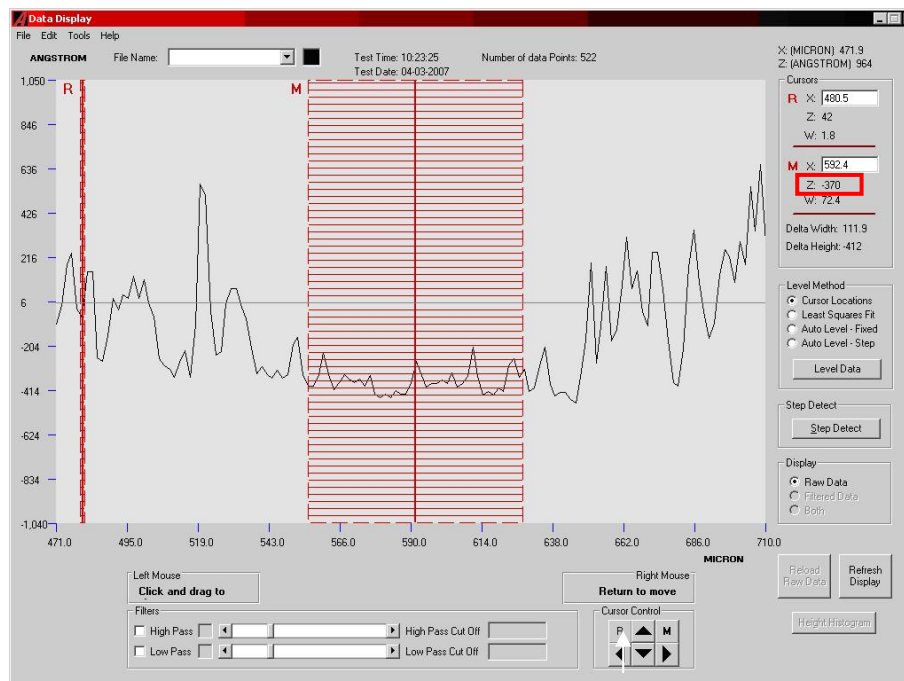 Data Display
File Edit Tools Help
ANGSTROM File Name: Test Time: 10:23:25 Number of data Points: 522
Test Date: 04-03-2007
X: (MICRON) 471.9
Z: (ANGSTROM) 964
1,050
846
636
426
216
6
-204
-414
-624
-834
-1,040
R
M
471.0 495.0 519.0 543.0 566.0 590.0 614.0 638.0 662.0 686.0 710.0
MICRON
Cursors
R X: 480.5
Z: 42
W: 1.8
M X: 592.4
Z: -370
W: 72.4
Delta Width: 111.9
Delta Height: -412
Level Method
Cursor Locations
Least Squares Fit
Auto Level - Fixed
Auto Level - Step
Level Data
Step Detect
Step Detect
Display
Raw Data
Filtered Data
Both
Reload Raw Data
Refresh Display
Height Histogram
Left Mouse
Click and drag to
Right Mouse
Return to move
Filters
High Pass High Pass Cut Off
Low Pass Low Pass Cut Off
Cursor Control
R M